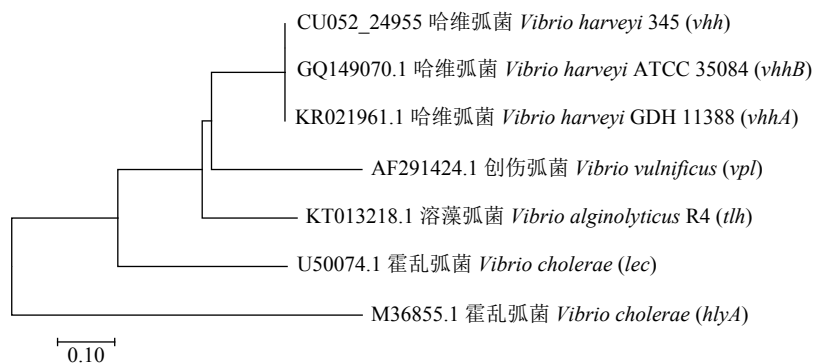 CU052_24955 哈维弧菌 Vibrio harveyi 345 (vhh)
GQ149070.1 哈维弧菌 Vibrio harveyi ATCC 35084 (vhhB)
KR021961.1 哈维弧菌 Vibrio harveyi GDH 11388 (vhhA)
AF291424.1 创伤弧菌 Vibrio vulnificus (vpl)
KT013218.1 溶藻弧菌 Vibrio alginolyticus R4 (tlh)
U50074.1 霍乱弧菌 Vibrio cholerae (lec)
M36855.1 霍乱弧菌 Vibrio cholerae (hlyA)
0.10